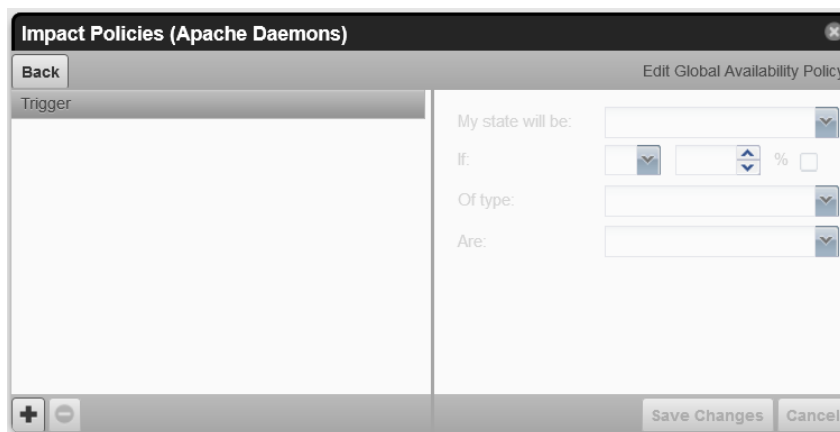 Impact Policies (Apache Daemons)
Back
Edit Global Availability Policy
Trigger
My state will be:
If:
%
Of type:
Are:
Save Changes
Cancel